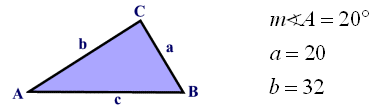 C
b
a
A
c
B
m∢A = 20°
a = 20
b = 32